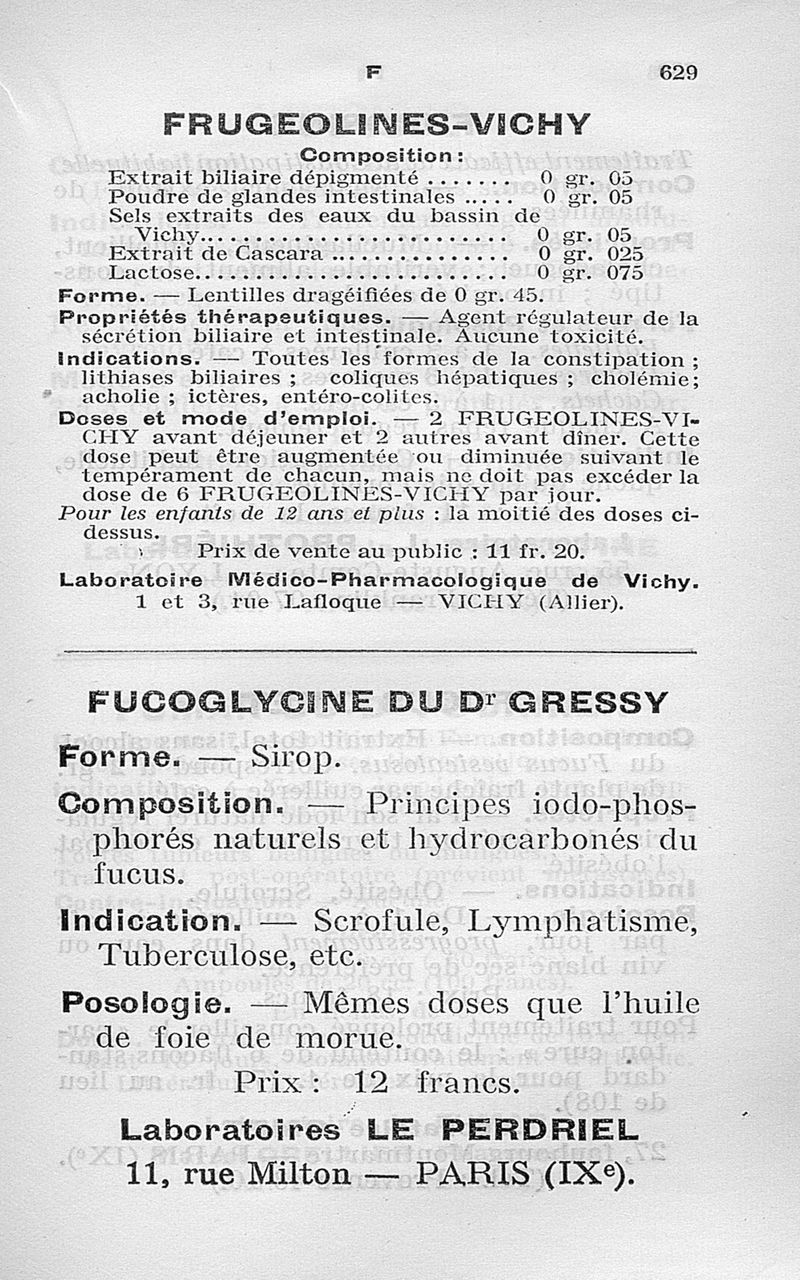 F 629
FRUGEOLINES-VICHY
Composition :
Extrait biliaire dépigmenté ........ 0 gr. 05
Poudre de glandes intestinales ..... 0 gr. 05
Sels extraits des eaux du bassin de
Vichy........................ 0 gr. 05
Extrait de Cascara ............... 0 gr. 025
Lactose........................... 0 gr. 075
Forme. — Lentilles dragéifiées de 0 gr. 45.
Propriétés thérapeutiques. — Agent régulateur de la
sécrétion biliaire et intestinale. Aucune toxicité.
Indications. — Toutes les formes de la constipation ;
lithiases biliaires ; coliques hépatiques ; cholémie ;
acholie ; ictères, entéro-colites.
Doses et mode d'emploi. — 2 FRUGEOLINES-VI-
CHY avant déjeuner et 2 autres avant dîner. Cette
dose peut être augmentée ou diminuée suivant le
tempérament de chacun, mais ne doit pas excéder la
dose de 6 FRUGEOLINES-VICHY par jour.
Pour les enfants de 12 ans et plus : la moitié des doses ci-
dessus.
Prix de vente au public : 11 fr. 20.
Laboratoire Médico-Pharmacologique de Vichy.
1 et 3, rue Lafloque — VICHY (Allier).
FUCOGLYCINE DU Dr GRESSY
Forme. — Sirop.
Composition. — Principes iodo-phos-
phorés naturels et hydrocarbonés du
fucus.
Indication. — Scrofule, Lymphatisme,
Tuberculose, etc.
Posologie. — Mêmes doses que l'huile
de foie de morue.
Prix : 12 francs.
Laboratoires LE PERDRIEL
11, rue Milton — PARIS (IXe).